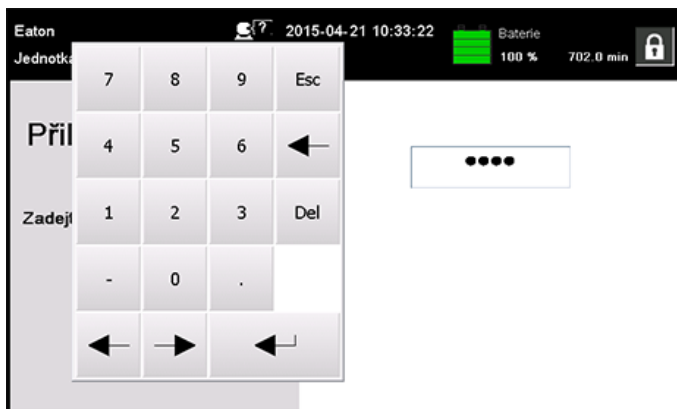 Eaton
? 2015-04-21 10:33:22
Baterie
100 % 702.0 min
7 8 9 Esc
4 5 6
1 2 3 Del
- 0 .